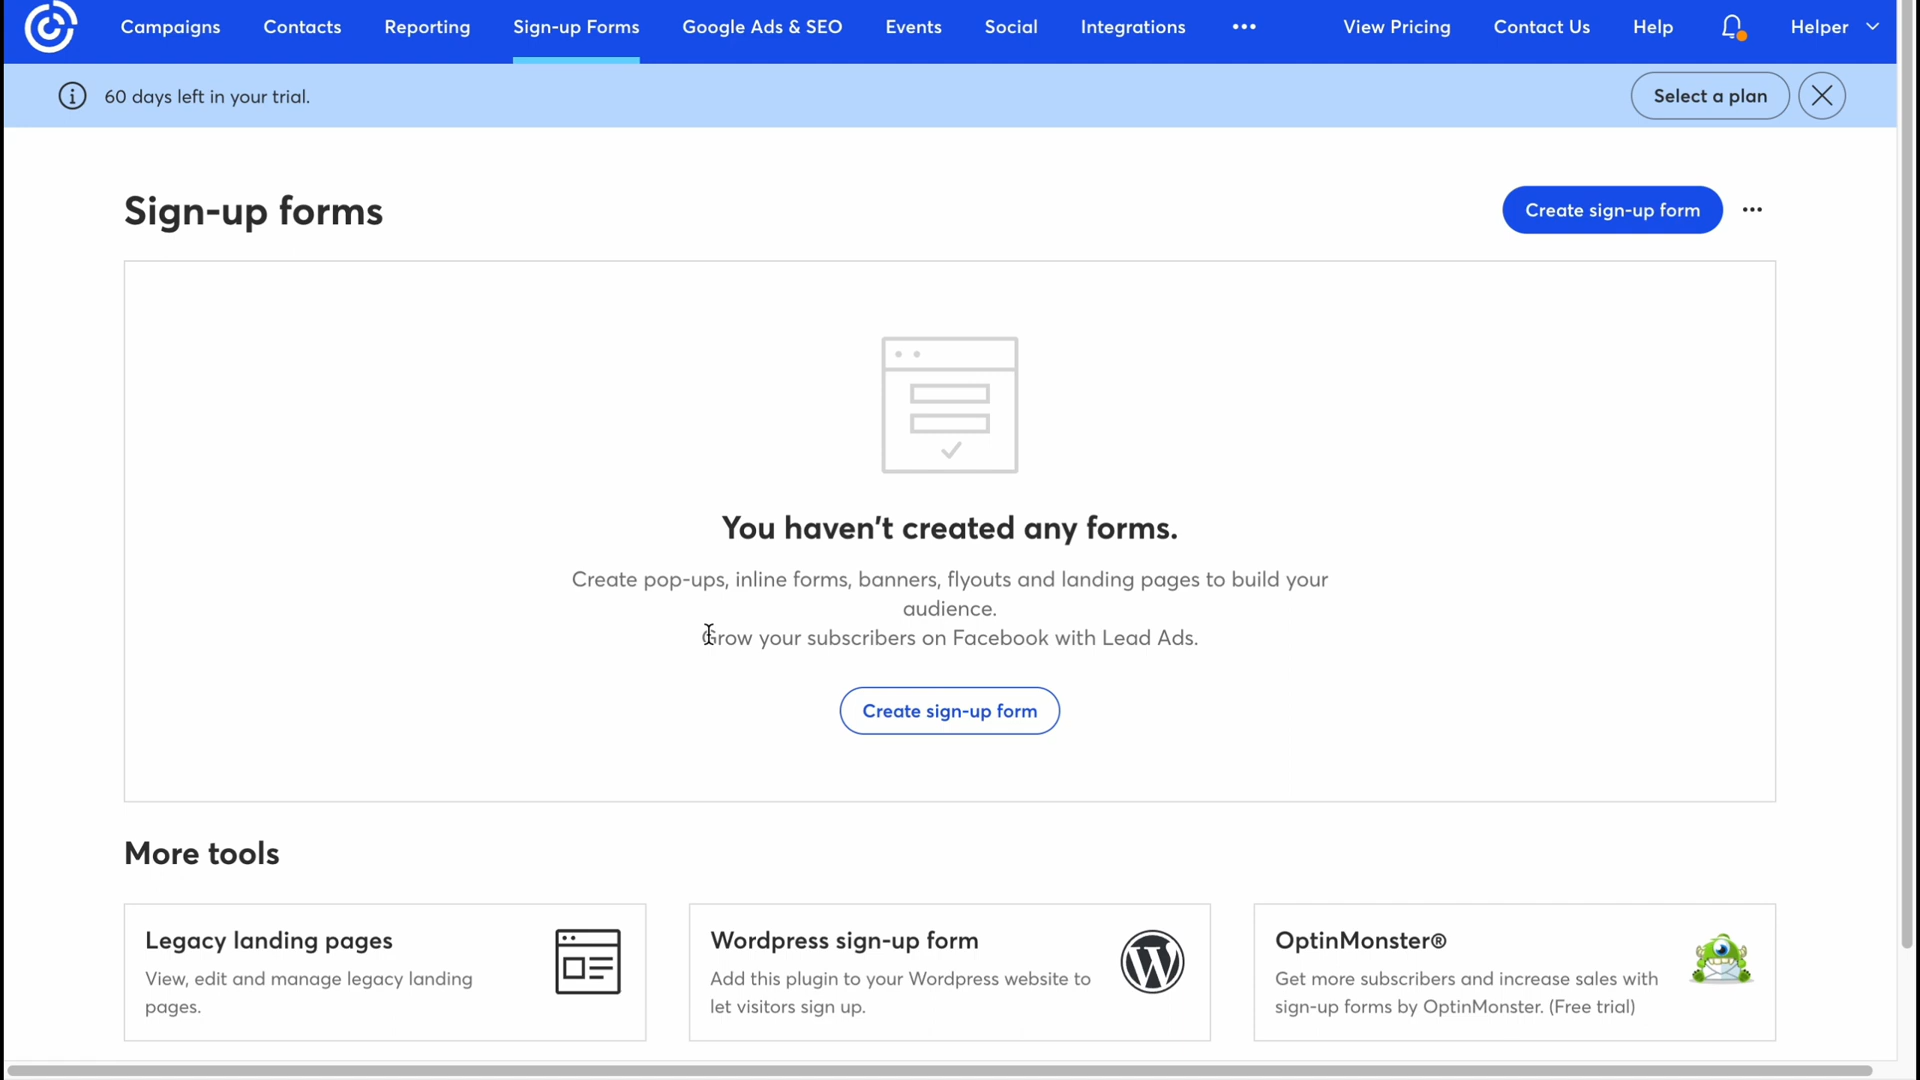 Campaigns Contacts Reporting Sign-up Forms Google Ads & SEO Events Social Integrations ••• View Pricing Contact Us Help Helper
60 days left in your trial. Select a plan
Sign-up forms
Create sign-up form •••
You haven't created any forms.
Create pop-ups, inline forms, banners, flyouts and landing pages to build your
audience.
Grow your subscribers on Facebook with Lead Ads.
Create sign-up form
More tools
Legacy landing pages
View, edit and manage legacy landing
pages.
Wordpress sign-up form
Add this plugin to your Wordpress website to
let visitors sign up.
OptinMonster®
Get more subscribers and increase sales with
sign-up forms by OptinMonster. (Free trial)